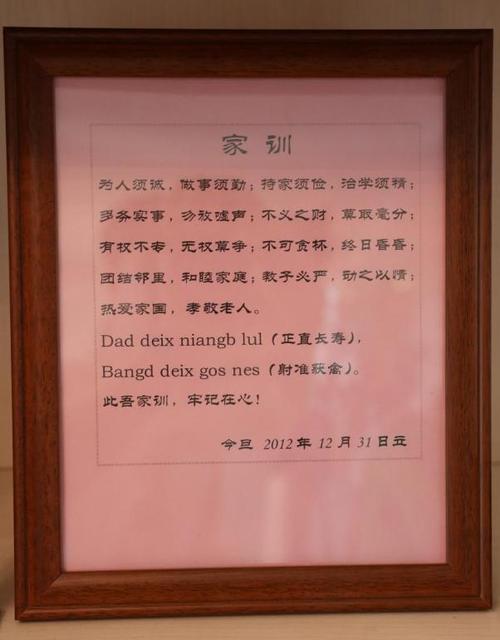 家训
为人须诚，做事须勤；持家须俭，治学须精；
多务实事，勿放嘘声；不义之财，莫取毫分；
有权不专，无权莫争；不可贪杯，终日昏昏；
团结邻里，和睦家庭；教子必严，动之以情；
热爱家国，孝敬老人。
Dad deix niangb lul（正直长寿），
Bangd deix gos nes（射准获禽）。
此吾家训，牢记在心！
今旦 2012年12月31日立